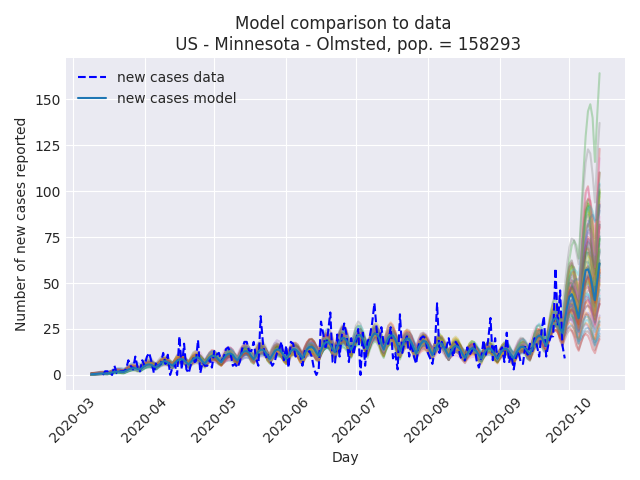 Model comparison to data
US - Minnesota - Olmsted, pop. = 158293
new cases data
new cases model
Number of new cases reported
150
125
100
75
50
25
0
2020-03
2020-04
2020-05
2020-06
2020-07
2020-08
2020-09
2020-10
Day